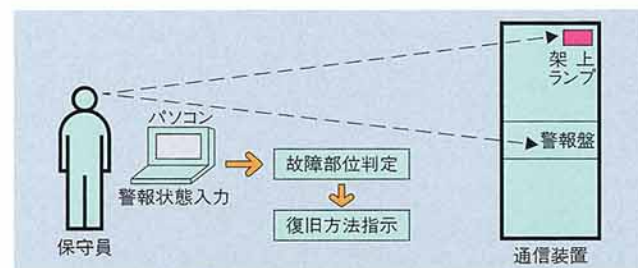 架上
ランプ
パソコン
警報盤
故障部位判定
警報状態入力
復旧方法指示
保守員
通信装置